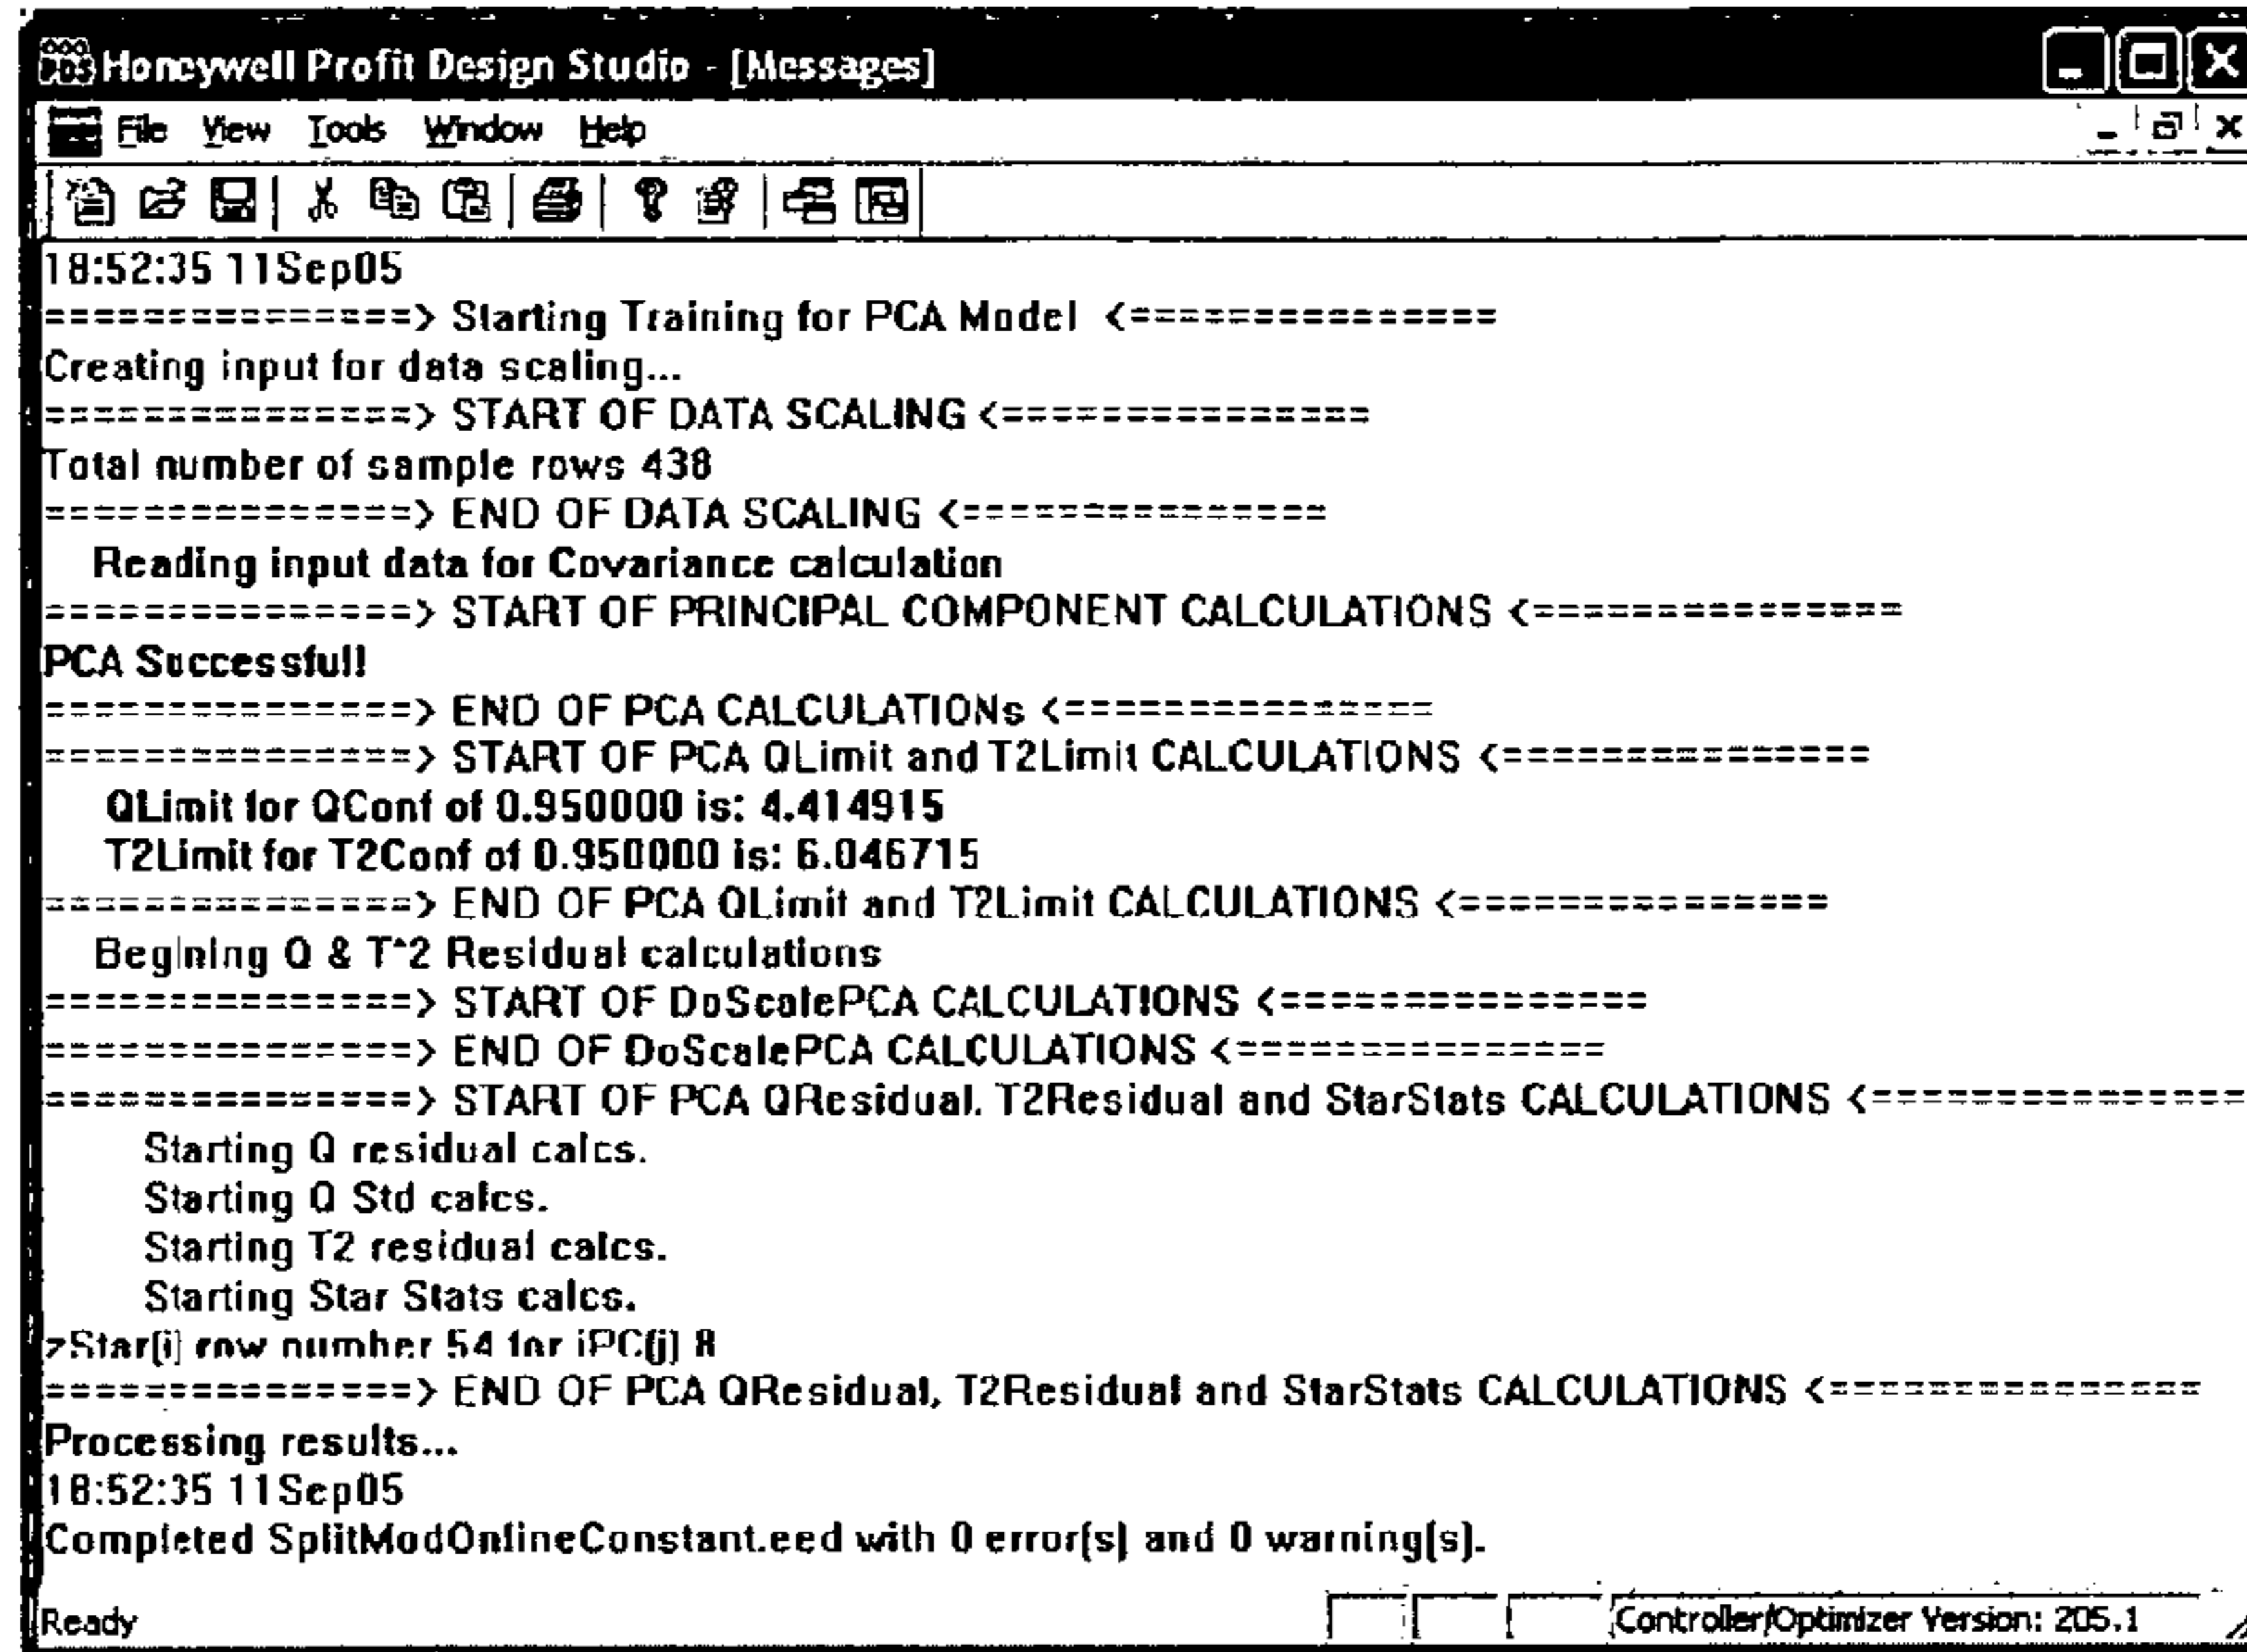 Honeywell Profit Design Studio - [Messages]
File View Tools Window Help
18:52:35 11Sep05
===============> Starting Training for PCA Model <===============
Creating input for data scaling...
===============> START OF DATA SCALING <===============
Total number of sample rows 438
===============> END OF DATA SCALING <===============
Reading input data for Covariance calculation
===============> START OF PRINCIPAL COMPONENT CALCULATIONS <===============
PCA Successful!
===============> END OF PCA CALCULATIONs <===============
===============> START OF PCA QLimit and T2Limit CALCULATIONS <===============
QLimit for QConf of 0.950000 is: 4.414915
T2Limit for T2Conf of 0.950000 is: 6.046715
===============> END OF PCA QLimit and T2Limit CALCULATIONS <===============
Begining Q & T^2 Residual calculations
===============> START OF DoScalePCA CALCULATIONS <===============
===============> END OF DoScalePCA CALCULATIONS <===============
===============> START OF PCA QResidual, T2Residual and StarStats CALCULATIONS <===============
Starting Q residual calcs.
Starting Q Std calcs.
Starting T2 residual calcs.
Starting Star Stats calcs.
zStar[i] row number 54 for iPC[j] 8
===============> END OF PCA QResidual, T2Residual and StarStats CALCULATIONS <===============
Processing results...
18:52:35 11Sep05
Completed SplitModOnlineConstant.eed with 0 error(s) and 0 warning(s).
Ready
Controller/Optimizer Version: 205.1